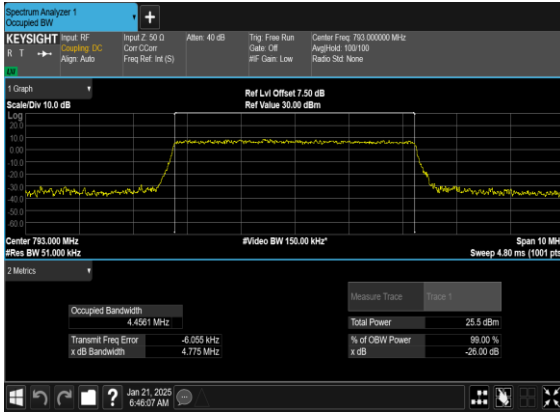 Spectrum Analyzer 1
Occupied BW
+
KEYSIGHT Input: RF Input Z: 50 Ω Atten: 40 dB Trig: Free Run Center Freq: 793.000000 MHz
R T Coupling: DC Corr CCorr Gate: Off Avg|Hold: 100/100
Align: Auto Freq Ref: Int (S) #IF Gain: Low Radio Std: None
1 Graph
Ref Lvl Offset 7.50 dB
Scale/Div 10.0 dB Ref Value 30.00 dBm
Log
20.0
10.0
0.00
-10.0
-20.0
-30.0
-40.0
-50.0
-60.0
Center 793.000 MHz #Video BW 150.00 kHz* Span 10 MH
#Res BW 51.000 kHz Sweep 4.80 ms (1001 pts
2 Metrics
Measure Trace Trace 1
Occupied Bandwidth
4.4561 MHz Total Power 25.5 dBm
Transmit Freq Error -6.055 kHz % of OBW Power 99.00 %
x dB Bandwidth 4.775 MHz x dB -26.00 dB
? Jan 21, 2025
6:46:07 AM